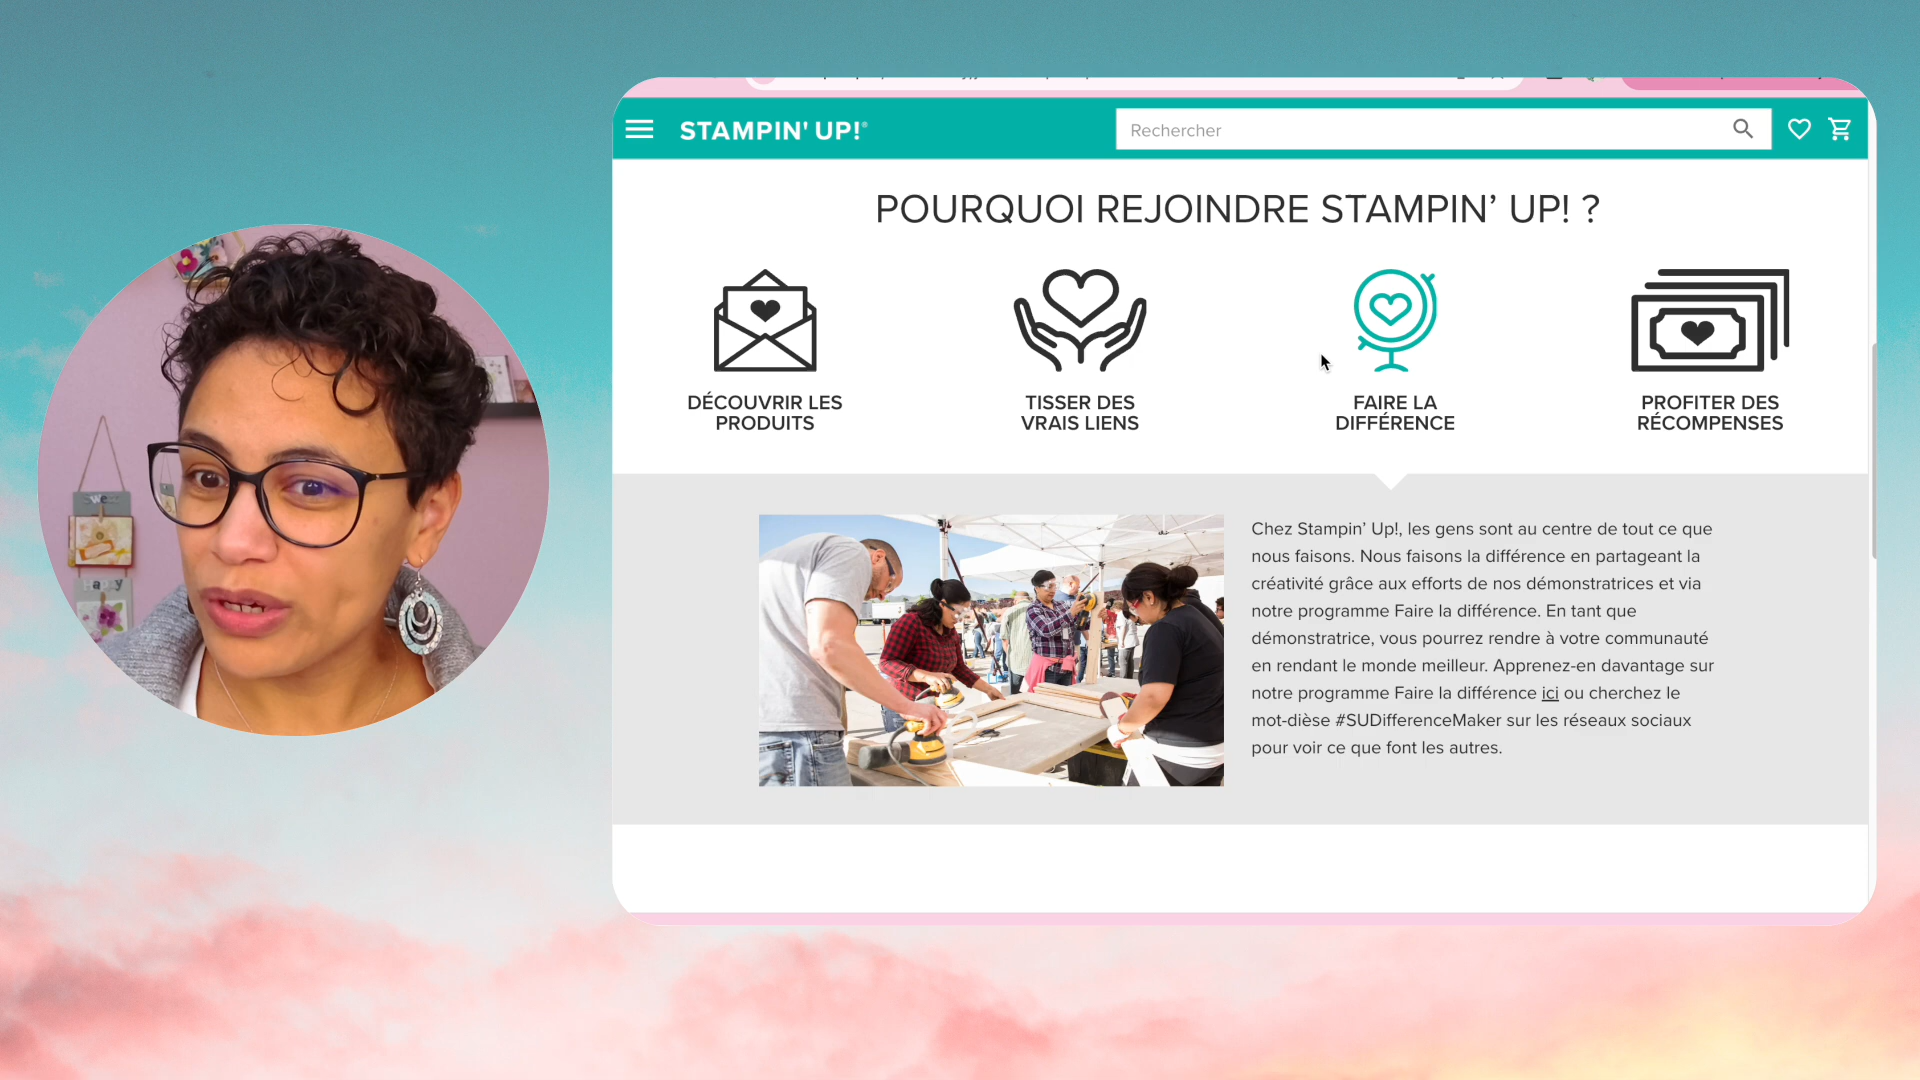 STAMPIN' UP!®
Rechercher
POURQUOI REJOINDRE STAMPIN’ UP! ?
DÉCOUVRIR LES
PRODUITS
TISSER DES
VRAIS LIENS
FAIRE LA
DIFFÉRENCE
PROFITER DES
RÉCOMPENSES
Chez Stampin’ Up!, les gens sont au centre de tout ce que
nous faisons. Nous faisons la différence en partageant la
créativité grâce aux efforts de nos démonstratrices et via
notre programme Faire la différence. En tant que
démonstratrice, vous pourrez rendre à votre communauté
en rendant le monde meilleur. Apprenez-en davantage sur
notre programme Faire la différence ici ou cherchez le
mot-dièse #SUDifferenceMaker sur les réseaux sociaux
pour voir ce que font les autres.